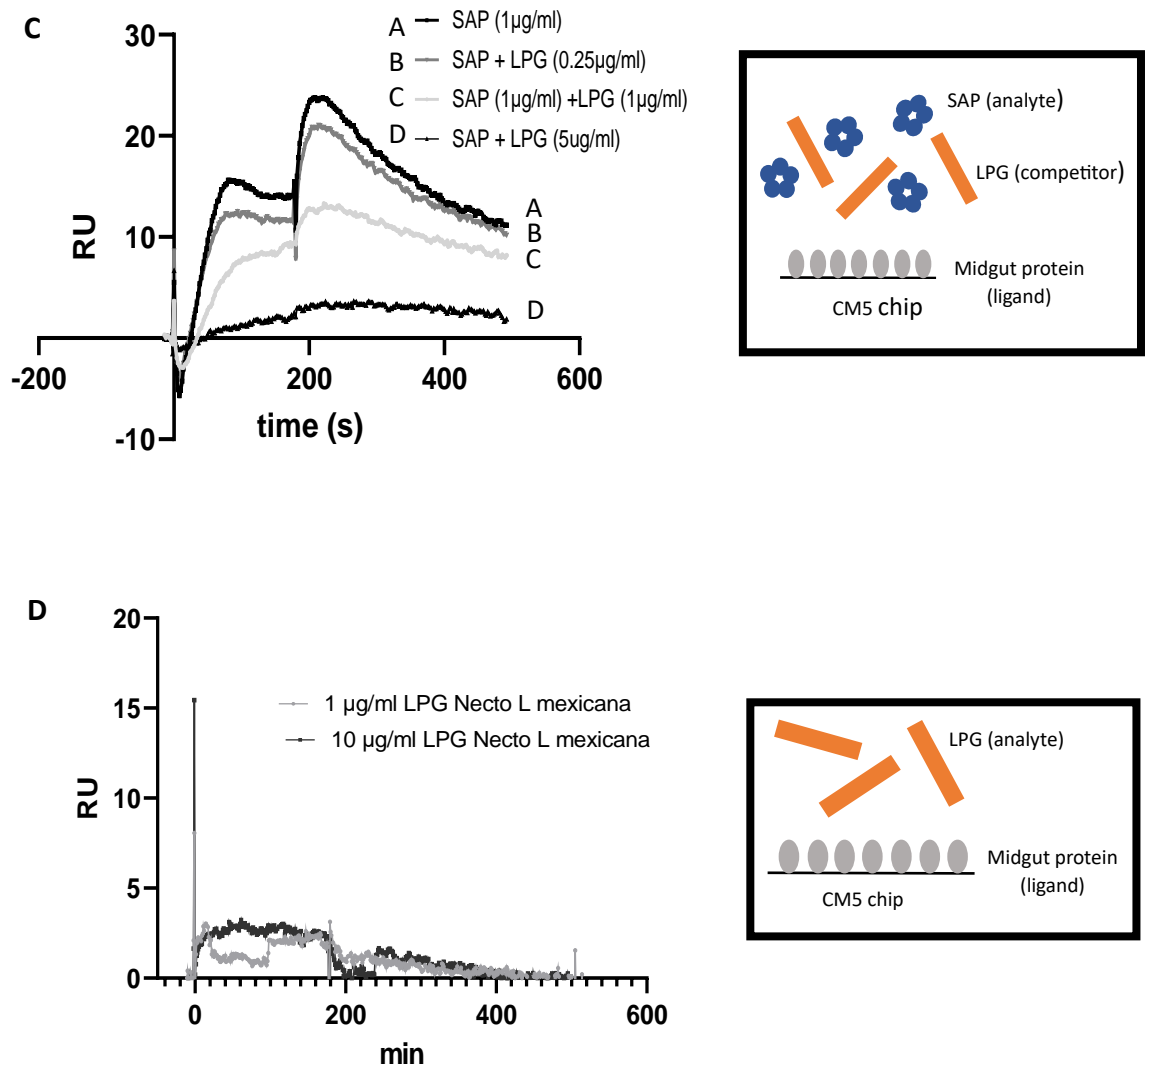 C
30
20
10
-10
RU
-200
200
400
600
time (s)
A SAP (1µg/ml)
B SAP + LPG (0.25µg/ml)
C SAP (1µg/ml) +LPG (1µg/ml)
D SAP + LPG (5ug/ml)
A
B
C
D
SAP (analyte)
LPG (competitor)
Midgut protein
(ligand)
CM5 chip
D
20
15
10
5
0
RU
0
200
400
600
min
1 µg/ml LPG Necto L mexicana
10 µg/ml LPG Necto L mexicana
LPG (analyte)
Midgut protein
(ligand)
CM5 chip